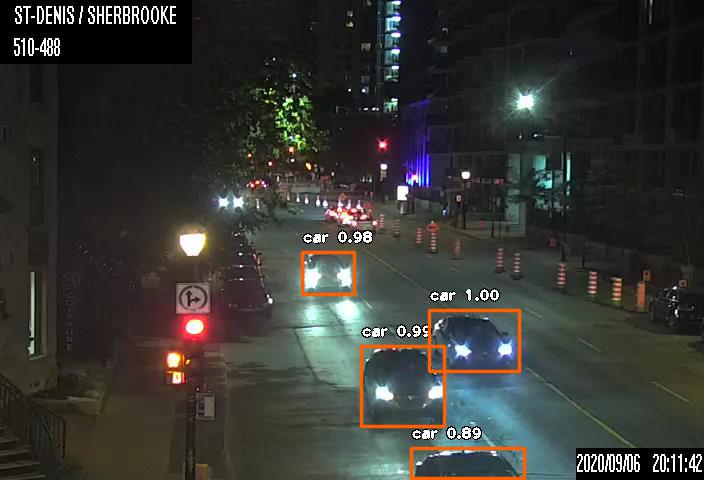 ST-DENIS / SHERBROOKE
510-488
car 0.98
car 1.00
car 0.99
COIFFURE
car 0.89
2020/09/06 20:11:42